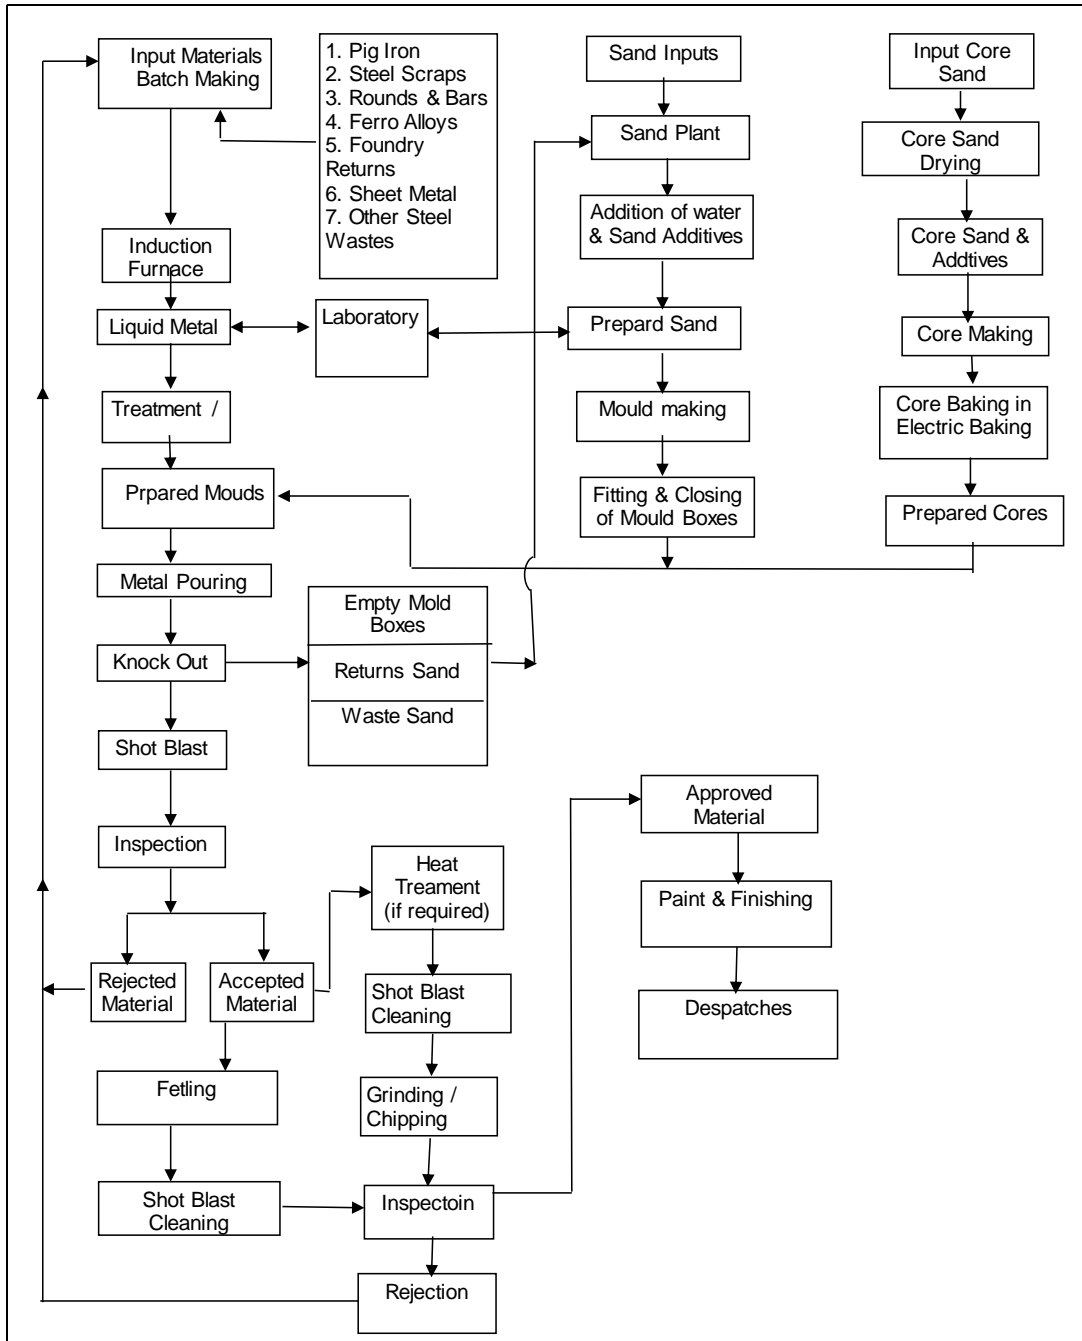 Input Materials
Batch Making
1. Pig Iron
2. Steel Scraps
3. Rounds & Bars
4. Ferro Alloys
5. Foundry
Returns
6. Sheet Metal
7. Other Steel
Wastes
Sand Inputs
Input Core
Sand
Sand Plant
Core Sand
Drying
Addition of water
& Sand Additives
Core Sand &
Addtives
Induction
Furnace
Liquid Metal
Laboratory
Prepard Sand
Core Making
Treatment /
Mould making
Core Baking in
Electric Baking
Prpared Mouds
Fitting & Closing
of Mould Boxes
Prepared Cores
Metal Pouring
Empty Mold
Boxes
Knock Out
Returns Sand
Waste Sand
Shot Blast
Approved
Material
Inspection
Heat
Treament
(if required)
Paint & Finishing
Rejected
Material
Accepted
Material
Shot Blast
Cleaning
Despatches
Fetling
Grinding /
Chipping
Shot Blast
Cleaning
Inspectoin
Rejection